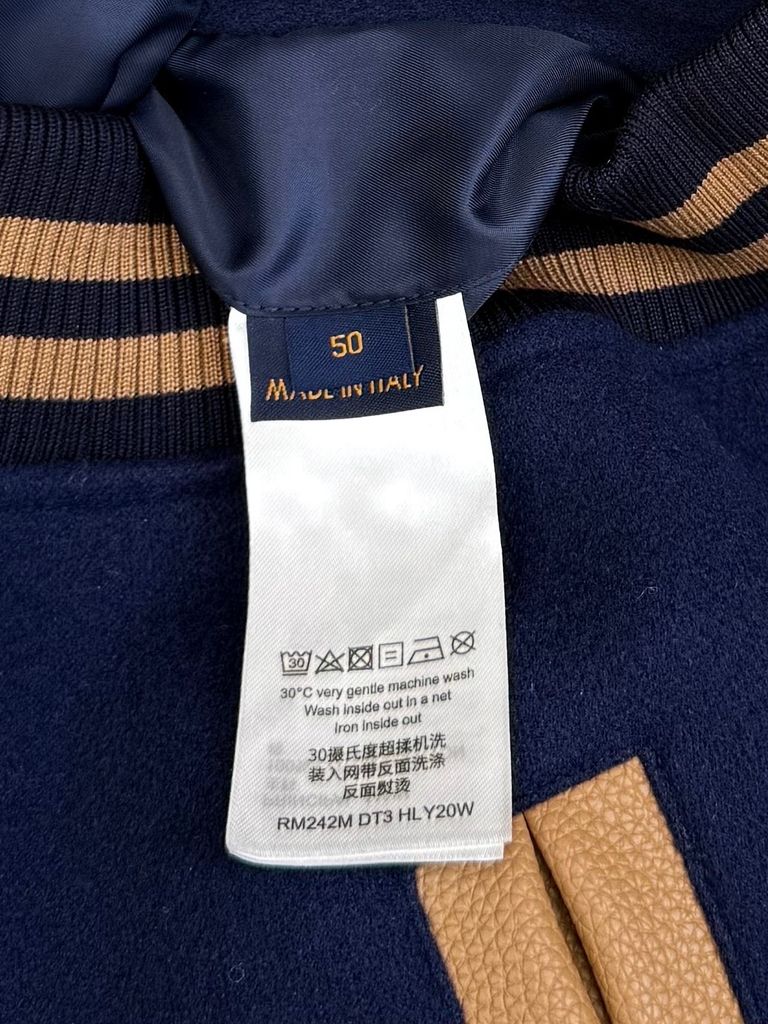 50
MADE IN ITALY
30
30°C very gentle machine wash
Wash inside out in a net
Iron inside out
30摄氏度超揉机洗
装入网带反面洗涤
反面熨烫
RM242M DT3 HLY20W